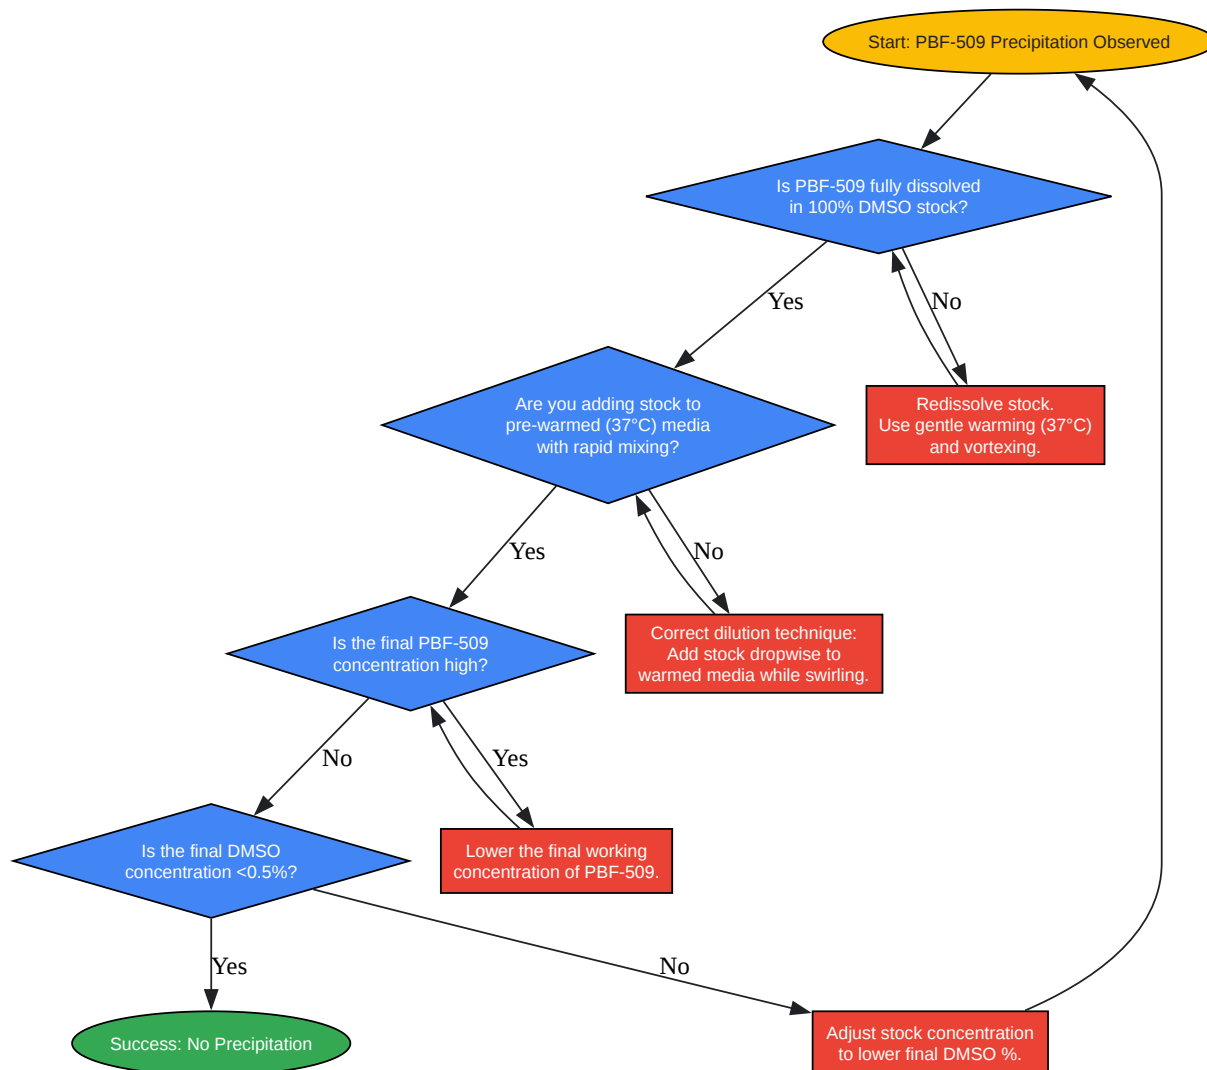 Start: PBF-509 Precipitation Observed
Is PBF-509 fully dissolved
in 100% DMSO stock?
Yes
No
Are you adding stock to
pre-warmed (37°C) media
with rapid mixing?
Redissolve stock.
Use gentle warming (37°C)
and vortexing.
Yes
No
Is the final PBF-509
concentration high?
Correct dilution technique:
Add stock dropwise to
warmed media while swirling.
No
Yes
Is the final DMSO
concentration <0.5%?
Lower the final working
concentration of PBF-509.
Yes
No
Success: No Precipitation
Adjust stock concentration
to lower final DMSO %.